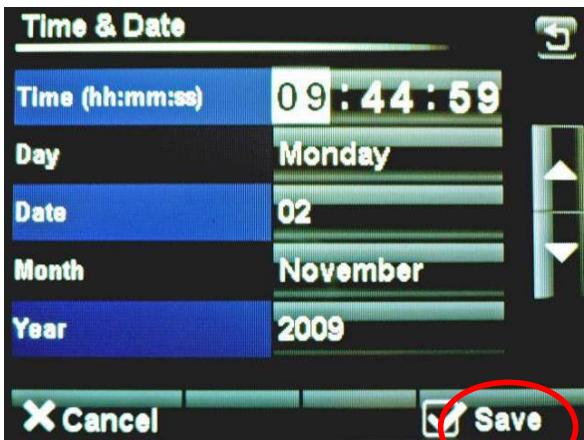 Time & Date
Time (hh:mm:ss) 09:44:59
Day Monday
Date 02
Month November
Year 2009
Cancel Save